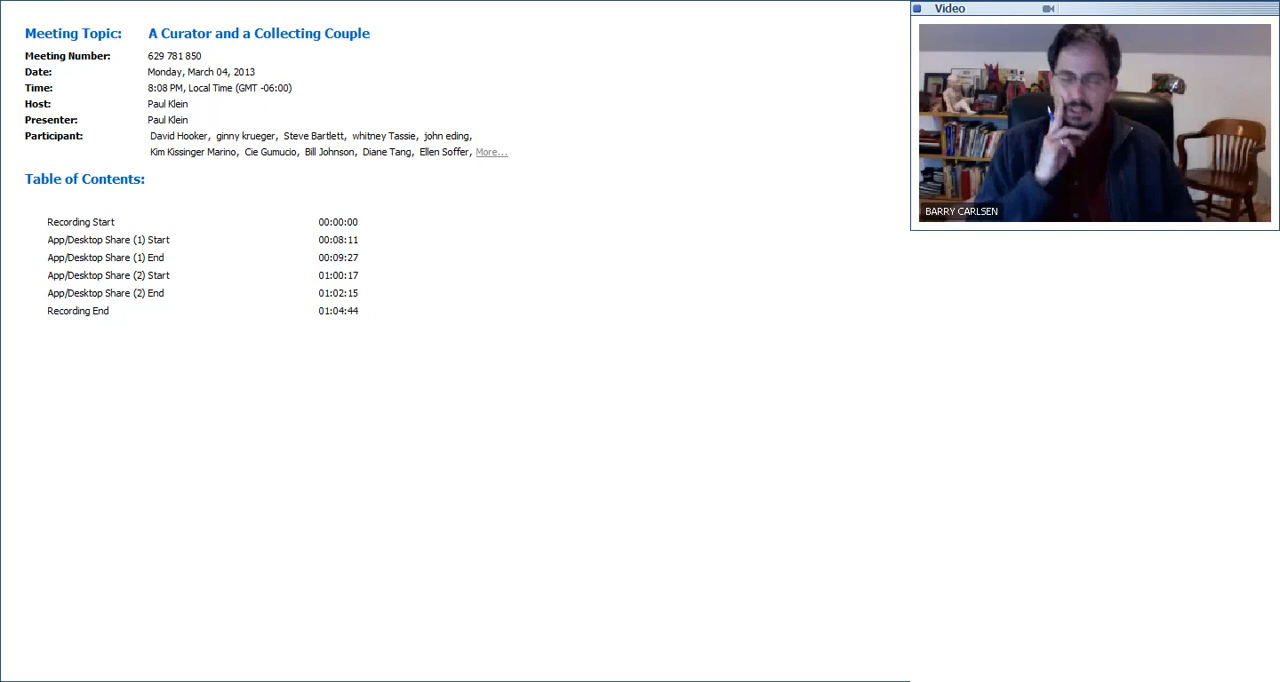 Meeting Topic: A Curator and a Collecting Couple
Meeting Number: 629 781 850
Date: Monday, March 04, 2013
Time: 8:08 PM, Local Time (GMT -06:00)
Host: Paul Klein
Presenter: Paul Klein
Participant: David Hooker, ginny krueger, Steve Bartlett, whitney Tassie, john eding,
Kim Kissinger Marino, Cie Gumucio, Bill Johnson, Diane Tang, Ellen Soffer, More...
Table of Contents:
Recording Start 00:00:00
App/Desktop Share (1) Start 00:08:11
App/Desktop Share (1) End 00:09:27
App/Desktop Share (2) Start 01:00:17
App/Desktop Share (2) End 01:02:15
Recording End 01:04:44
Video
BARRY CARLSEN